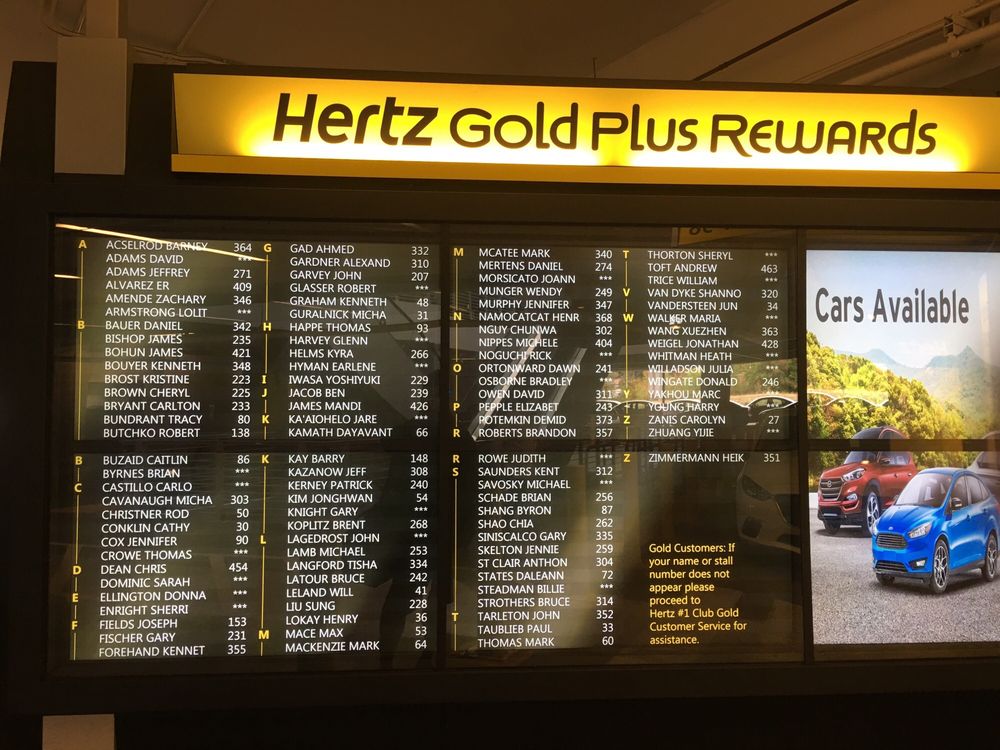 Hertz Gold Plus Rewards
A ACSELROD BARNEY 364
ADAMS DAVID ***
ADAMS JEFFREY 271
ALVAREZ ER 409
AMENDE ZACHARY 346
ARMSTRONG LOLIT ***
B BAUER DANIEL 342
BISHOP JAMES 235
BOHUN JAMES 421
BOUYER KENNETH 348
BROST KRISTINE 223
BROWN CHERYL 225
BRYANT CARLTON 233
BUNDRANT TRACY 80
BUTCHKO ROBERT 138
B BUZAID CAITLIN 86
BYRNES BRIAN ***
C CASTILLO CARLO ***
CAVANAUGH MICHA 303
CHRISTNER ROD 50
CONKLIN CATHY 30
COX JENNIFER 90
CROWE THOMAS ***
D DEAN CHRIS 454
DOMINIC SARAH ***
E ELLINGTON DONNA ***
ENRIGHT SHERRI ***
F FIELDS JOSEPH 153
FISCHER GARY 231
FOREHAND KENNET 355
G GAD AHMED 332
GARDNER ALEXAND 310
GARVEY JOHN 207
GLASSER ROBERT ***
GRAHAM KENNETH 48
GURALNICK MICHA 31
H HAPPE THOMAS 93
HARVEY GLENN ***
HELMS KYRA 266
HYMAN EARLENE ***
I IWASA YOSHIYUKI 229
J JACOB BEN 239
JAMES MANDI 426
K KA'AIOHELO JARE ***
KAMATH DAYAVANT 66
K KAY BARRY 148
KAZANOW JEFF 308
KERNEY PATRICK 240
KIM JONGHWAN 54
KNIGHT GARY ***
KOPLITZ BRENT 268
L LAGEDROST JOHN ***
LAMB MICHAEL 253
LANGFORD TISHA 334
LATOUR BRUCE 242
LELAND WILL 41
LIU SUNG 228
LOKAY HENRY 36
M MACE MAX 53
MACKENZIE MARK 64
M MCATEE MARK 340
MERTENS DANIEL 274
MORSICATO JOANN ***
MUNGER WENDY 249
MURPHY JENNIFER 347
N NAMOCATCAT HENR 368
NGUY CHUNWA 302
NIPPES MICHELE 404
NOGUCHI RICK ***
O ORTONWARD DAWN 241
OSBORNE BRADLEY ***
OWEN DAVID 311
P PEPPLE ELIZABET 243
POTEMKIN DEMID 373
R ROBERTS BRANDON 357
R ROWE JUDITH ***
S SAUNDERS KENT 312
SAVOSKY MICHAEL ***
SCHADE BRIAN 256
SHANG BYRON 87
SHAO CHIA 262
SINISCALCO GARY 335
SKELTON JENNIE 259
ST CLAIR ANTHON 304
STATES DALEANN 72
STEADMAN BILLIE ***
STROTHERS BRUCE 314
T TARLETON JOHN 352
TAUBLIEB PAUL 33
THOMAS MARK 60
T THORTON SHERYL ***
TOFT ANDREW 463
TRICE WILLIAM ***
V VAN DYKE SHANNO 320
VANDERSTEEN JUN 34
W WALKER MARIA ***
WANG XUEZHEN 363
WEIGEL JONATHAN 428
WHITMAN HEATH ***
WILLADSON JULIA ***
WINGATE DONALD 246
Y YAKHOU MARC ***
YOUNG HARRY ***
Z ZANIS CAROLYN 27
ZHUANG YIJIE ***
Z ZIMMERMANN HEIK 351
Gold Customers: If
your name or stall
number does not
appear please
proceed to
Hertz #1 Club Gold
Customer Service for
assistance.
Cars Available